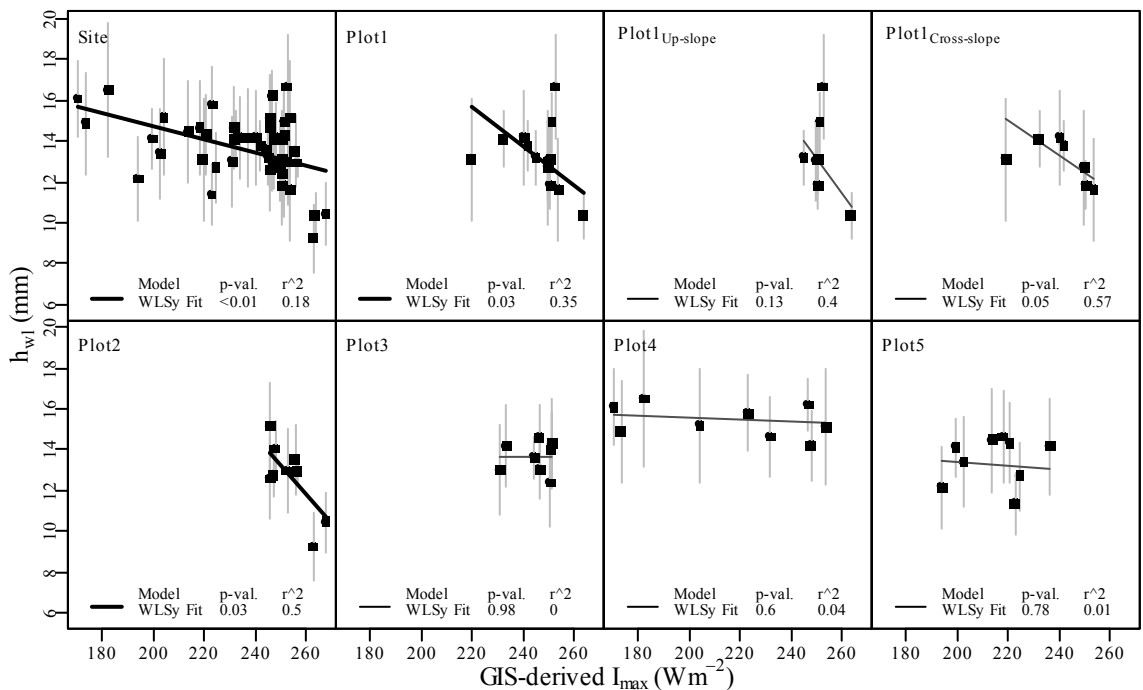 h_wl (mm)
20
18
16
14
12
10
8
6
Site
Model p-val. r^2
WLSy Fit <0.01 0.18
Plot1
Model p-val. r^2
WLSy Fit 0.03 0.35
Plot1_Up-slope
Model p-val. r^2
WLSy Fit 0.13 0.4
Plot1_Cross-slope
Model p-val. r^2
WLSy Fit 0.05 0.57
20
18
16
14
12
10
8
6
Plot2
Model p-val. r^2
WLSy Fit 0.03 0.5
Plot3
Model p-val. r^2
WLSy Fit 0.98 0
Plot4
Model p-val. r^2
WLSy Fit 0.6 0.04
Plot5
Model p-val. r^2
WLSy Fit 0.78 0.01
180 200 220 240 260 180 200 220 240 260 180 200 220 240 260 180 200 220 240 260
GIS-derived I_max (Wm^−2)